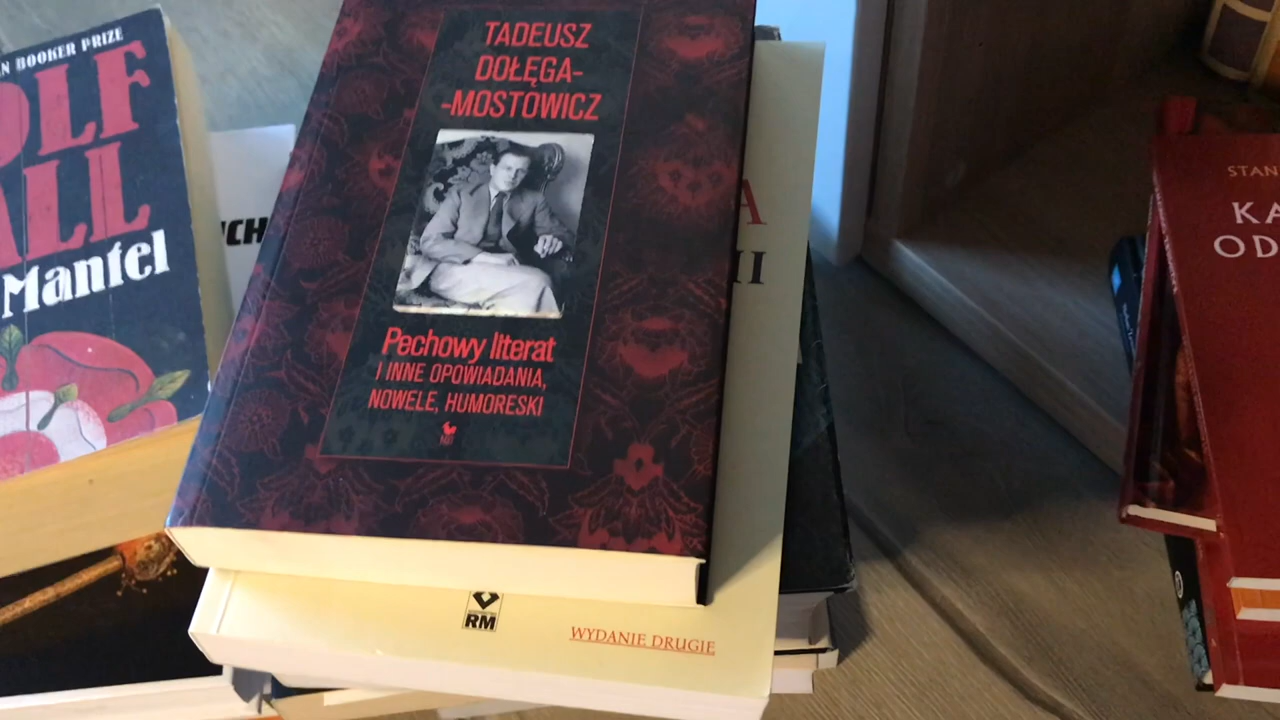 N BOOKER PRIZE
OLF
ALL
Mantel
ICH
TADEUSZ
DOŁĘGA-
-MOSTOWICZ
Pechowy literat
I INNE OPOWIADANIA,
NOWELE, HUMORESKI
A
II
RM
WYDANIE DRUGIE
STAN
KA
OD